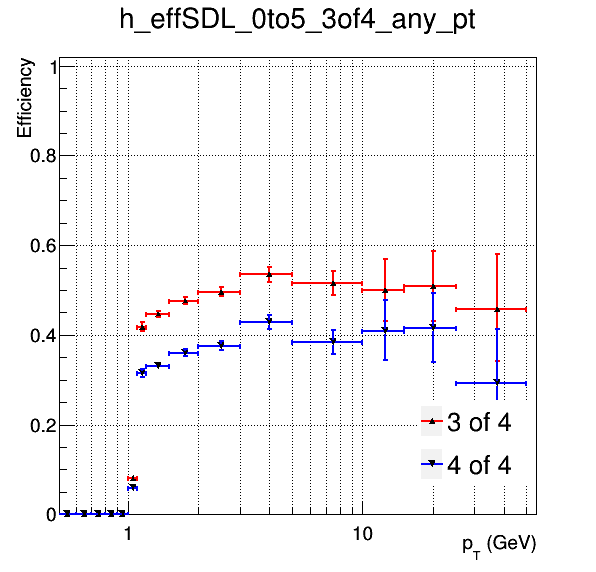 h_effSDL_0to5_3of4_any_pt
Efficiency
1
0.8
0.6
0.4
0.2
0
3 of 4
4 of 4
1
10
p_T (GeV)